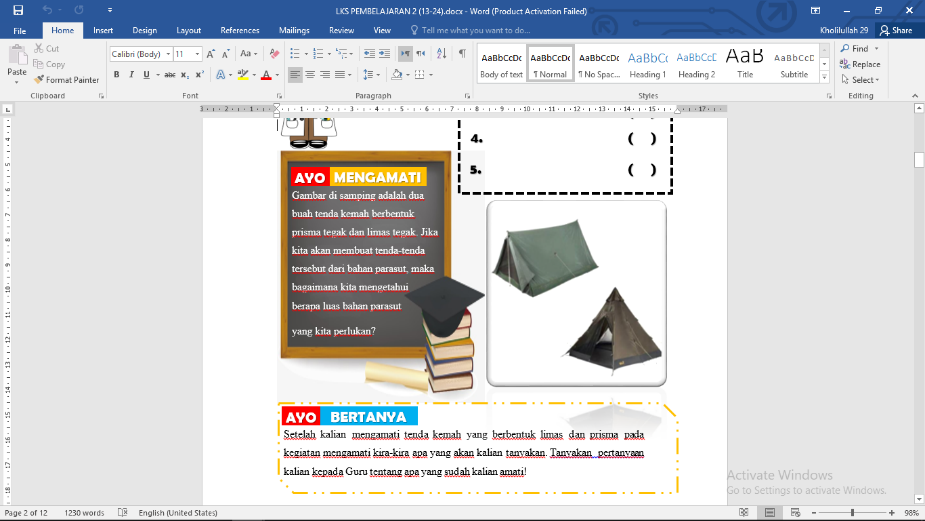 LKS PEMBELAJARAN 2 (13-24).docx - Word (Product Activation Failed)
File Home Insert Design Layout References Mailings Review View Tell me what you want to do... Kholilullah 29 Share
Paste Cut Copy Format Painter
Clipboard
Calibri (Body) 11
Font
Paragraph
AaBbCcDc AaBbCcDc AaBbCcDc AaBbCc AaBbCcD AaB AaBbCcD
Body of text ¶ Normal ¶ No Spac... Heading 1 Heading 2 Title Subtitle
Styles
Find Replace Select
Editing
4. ( )
5. ( )
AYO MENGAMATI
Gambar di samping adalah dua
buah tenda kemah berbentuk
prisma tegak dan limas tegak. Jika
kita akan membuat tenda-tenda
tersebut dari bahan parasut, maka
bagaimana kita mengetahui
berapa luas bahan parasut
yang kita perlukan?
AYO BERTANYA
Setelah kalian mengamati tenda kemah yang berbentuk limas dan prisma pada
kegiatan mengamati kira-kira apa yang akan kalian tanyakan. Tanyakan pertanyaan
kalian kepada Guru tentang apa yang sudah kalian amati!
Activate Windows
Go to Settings to activate Windows.
Page 2 of 12 1230 words English (United States) 98%